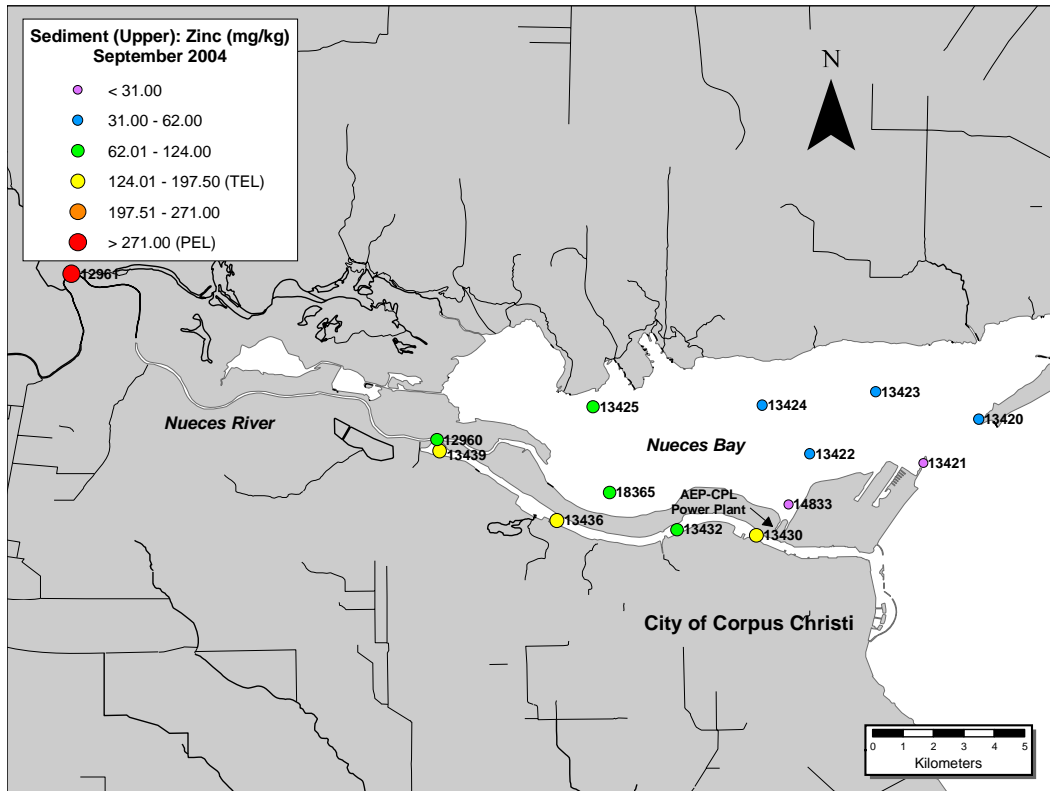 Sediment (Upper): Zinc (mg/kg)
September 2004
< 31.00
31.00 - 62.00
62.01 - 124.00
124.01 - 197.50 (TEL)
197.51 - 271.00
> 271.00 (PEL)
N
12961
13423
13425
13424
13420
Nueces River
12960
Nueces Bay
13439
13422
13421
18365
AEP-CPL
Power Plant
14833
13436
13432
13430
City of Corpus Christi
0 1 2 3 4 5
Kilometers